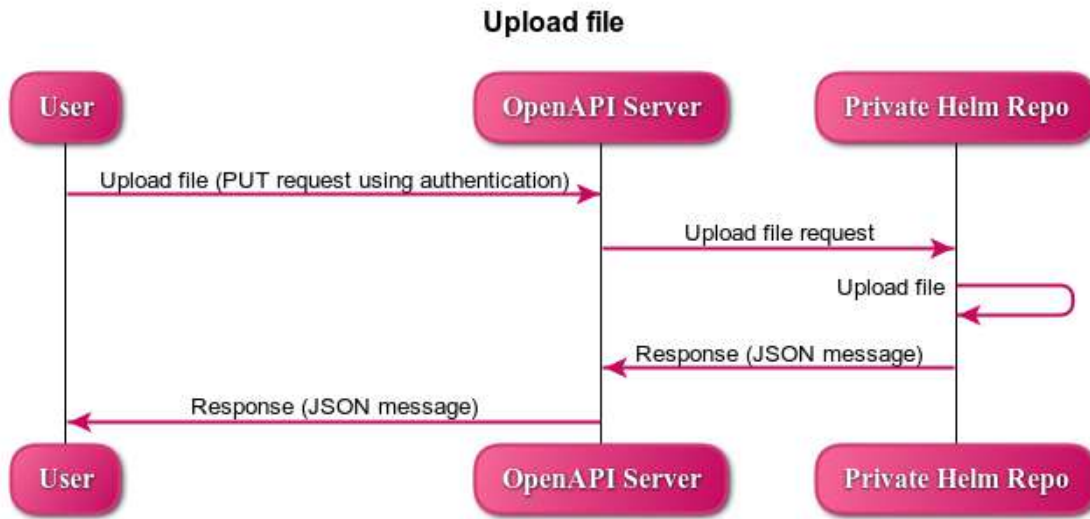 Upload file
User
OpenAPI Server
Private Helm Repo
Upload file (PUT request using authentication)
Upload file request
Upload file
Response (JSON message)
Response (JSON message)
User
OpenAPI Server
Private Helm Repo